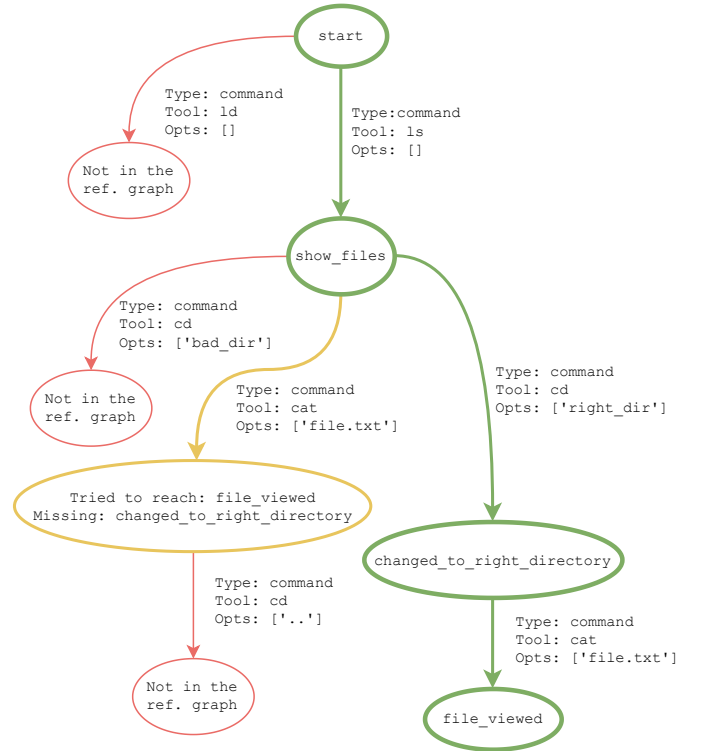 start
Type: command
Tool: ld
Opts: []
Type:command
Tool: ls
Opts: []
Not in the
ref. graph
show_files
Type: command
Tool: cd
Opts: ['bad_dir']
Type: command
Tool: cat
Opts: ['file.txt']
Type: command
Tool: cd
Opts: ['right_dir']
Not in the
ref. graph
Tried to reach: file_viewed
Missing: changed_to_right_directory
changed_to_right_directory
Type: command
Tool: cd
Opts: ['..']
Type: command
Tool: cat
Opts: ['file.txt']
Not in the
ref. graph
file_viewed